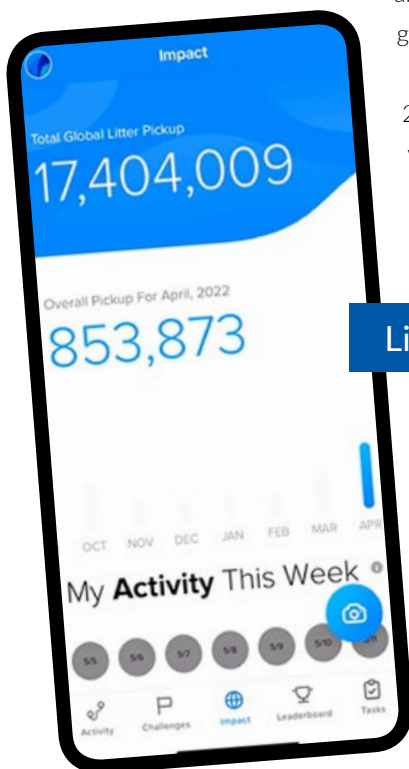 Impact
g
Total Global Litter Pickup
2
17,404,009
Overall Pickup For April, 2022
853,873
Li
OCT NOV DEC JAN FEB MAR APR
My Activity This Week
5/5 5/6 5/7 5/8 5/9 5/10
Activity Challenges Impact Leaderboard Tasks